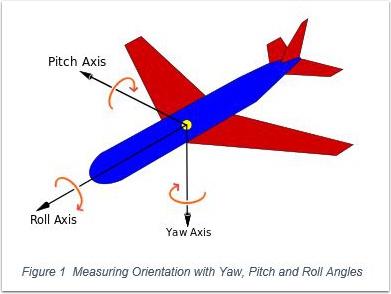 Pitch Axis
Roll Axis
Yaw Axis
Figure 1 Measuring Orientation with Yaw, Pitch and Roll Angles